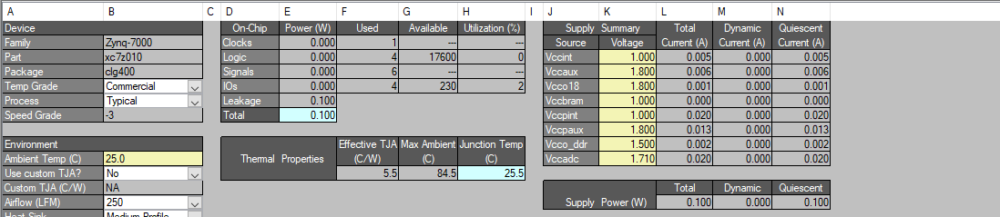 A B C D E F G H I J K L M N
Device On-Chip Power (W) Used Available Utilization (%) Supply Summary Total Dynamic Quiescent
Family Zynq-7000 Clocks 0.000 1 --- --- Source Voltage Current (A) Current (A) Current (A)
Part xc7z010 Logic 0.000 4 17600 0 Vccint 1.000 0.005 0.000 0.005
Package clg400 Signals 0.000 6 --- --- Vccaux 1.800 0.006 0.000 0.006
Temp Grade Commercial IOs 0.000 4 230 2 Vcco18 1.800 0.001 0.000 0.001
Process Typical Leakage 0.100 Vccbram 1.000 0.000 0.000 0.000
Speed Grade -3 Total 0.100 Vccpint 1.000 0.020 0.000 0.020
Vccpaux 1.800 0.013 0.000 0.013
Environment Effective TJA Max Ambient Junction Temp Vcco_ddr 1.500 0.002 0.000 0.002
Ambient Temp (C) 25.0 Thermal Properties (C/W) (C) (C) Vccadc 1.710 0.020 0.000 0.020
Use custom TJA? No 5.5 84.5 25.5
Custom TJA (C/W) NA Total Dynamic Quiescent
Airflow (LFM) 250 Supply Power (W) 0.100 0.000 0.100
Heat Sink Medium Profile